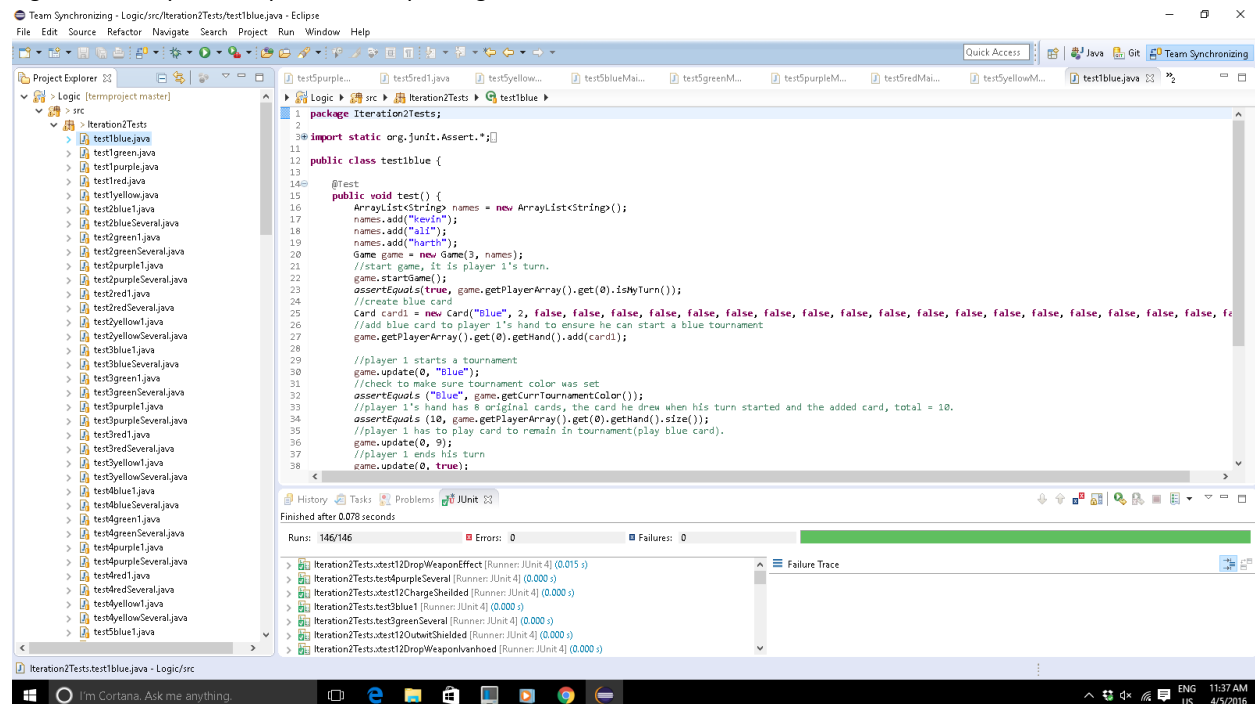 Team Synchronizing - Logic/src/Iteration2Tests/test1blue.java - Eclipse
File Edit Source Refactor Navigate Search Project Run Window Help
Quick Access Java Git Team Synchronizing
Project Explorer
test5purple... test5red1.java test5yellow... test5blueMai... test5greenM... test5purpleM... test5redMai... test5yellowM... test1blue.java »2
> Logic [termproject master]
> src
> Iteration2Tests
test1blue.java
test1green.java
test1purple.java
test1red.java
test1yellow.java
test2blue1.java
test2blueSeveral.java
test2green1.java
test2greenSeveral.java
test2purple1.java
test2purpleSeveral.java
test2red1.java
test2redSeveral.java
test2yellow1.java
test2yellowSeveral.java
test3blue1.java
test3blueSeveral.java
test3green1.java
test3greenSeveral.java
test3purple1.java
test3purpleSeveral.java
test3red1.java
test3redSeveral.java
test3yellow1.java
test3yellowSeveral.java
test4blue1.java
test4blueSeveral.java
test4green1.java
test4greenSeveral.java
test4purple1.java
test4purpleSeveral.java
test4red1.java
test4redSeveral.java
test4yellow1.java
test4yellowSeveral.java
test5blue1.java
Logic src Iteration2Tests test1blue
1 package Iteration2Tests;
2
3 import static org.junit.Assert.*;
11
12 public class test1blue {
13
14 @Test
15 public void test() {
16 ArrayList<String> names = new ArrayList<String>();
17 names.add("kevin");
18 names.add("ali");
19 names.add("harth");
20 Game game = new Game(3, names);
21 //start game, it is player 1's turn.
22 game.startGame();
23 assertEquals(true, game.getPlayerArray().get(0).isMyTurn());
24 //create blue card
25 Card card1 = new Card("Blue", 2, false, false, false, false, false, false, false, false, false, false, false, false, false, false, false, false, fa
26 //add blue card to player 1's hand to ensure he can start a blue tournament
27 game.getPlayerArray().get(0).getHand().add(card1);
28
29 //player 1 starts a tournament
30 game.update(0, "Blue");
31 //check to make sure tournament color was set
32 assertEquals ("Blue", game.getCurrTournamentColor());
33 //player 1's hand has 8 original cards, the card he drew when his turn started and the added card, total = 10.
34 assertEquals (10, game.getPlayerArray().get(0).getHand().size());
35 //player 1 has to play card to remain in tournament(play blue card).
36 game.update(0, 9);
37 //player 1 ends his turn
38 game.update(0, true);
History Tasks Problems JUnit
Finished after 0.078 seconds
Runs: 146/146 Errors: 0 Failures: 0
Iteration2Tests.xtest12DropWeaponEffect [Runner: JUnit 4] (0.015 s)
Iteration2Tests.test4purpleSeveral [Runner: JUnit 4] (0.000 s)
Iteration2Tests.xtest12ChargeSheilded [Runner: JUnit 4] (0.000 s)
Iteration2Tests.test3blue1 [Runner: JUnit 4] (0.000 s)
Iteration2Tests.test3greenSeveral [Runner: JUnit 4] (0.000 s)
Iteration2Tests.xtest12OutwitShielded [Runner: JUnit 4] (0.000 s)
Iteration2Tests.xtest12DropWeaponIvanhoed [Runner: JUnit 4] (0.000 s)
Failure Trace
Iteration2Tests.test1blue.java - Logic/src
I'm Cortana. Ask me anything.
ENG 11:37 AM
US 4/5/2016